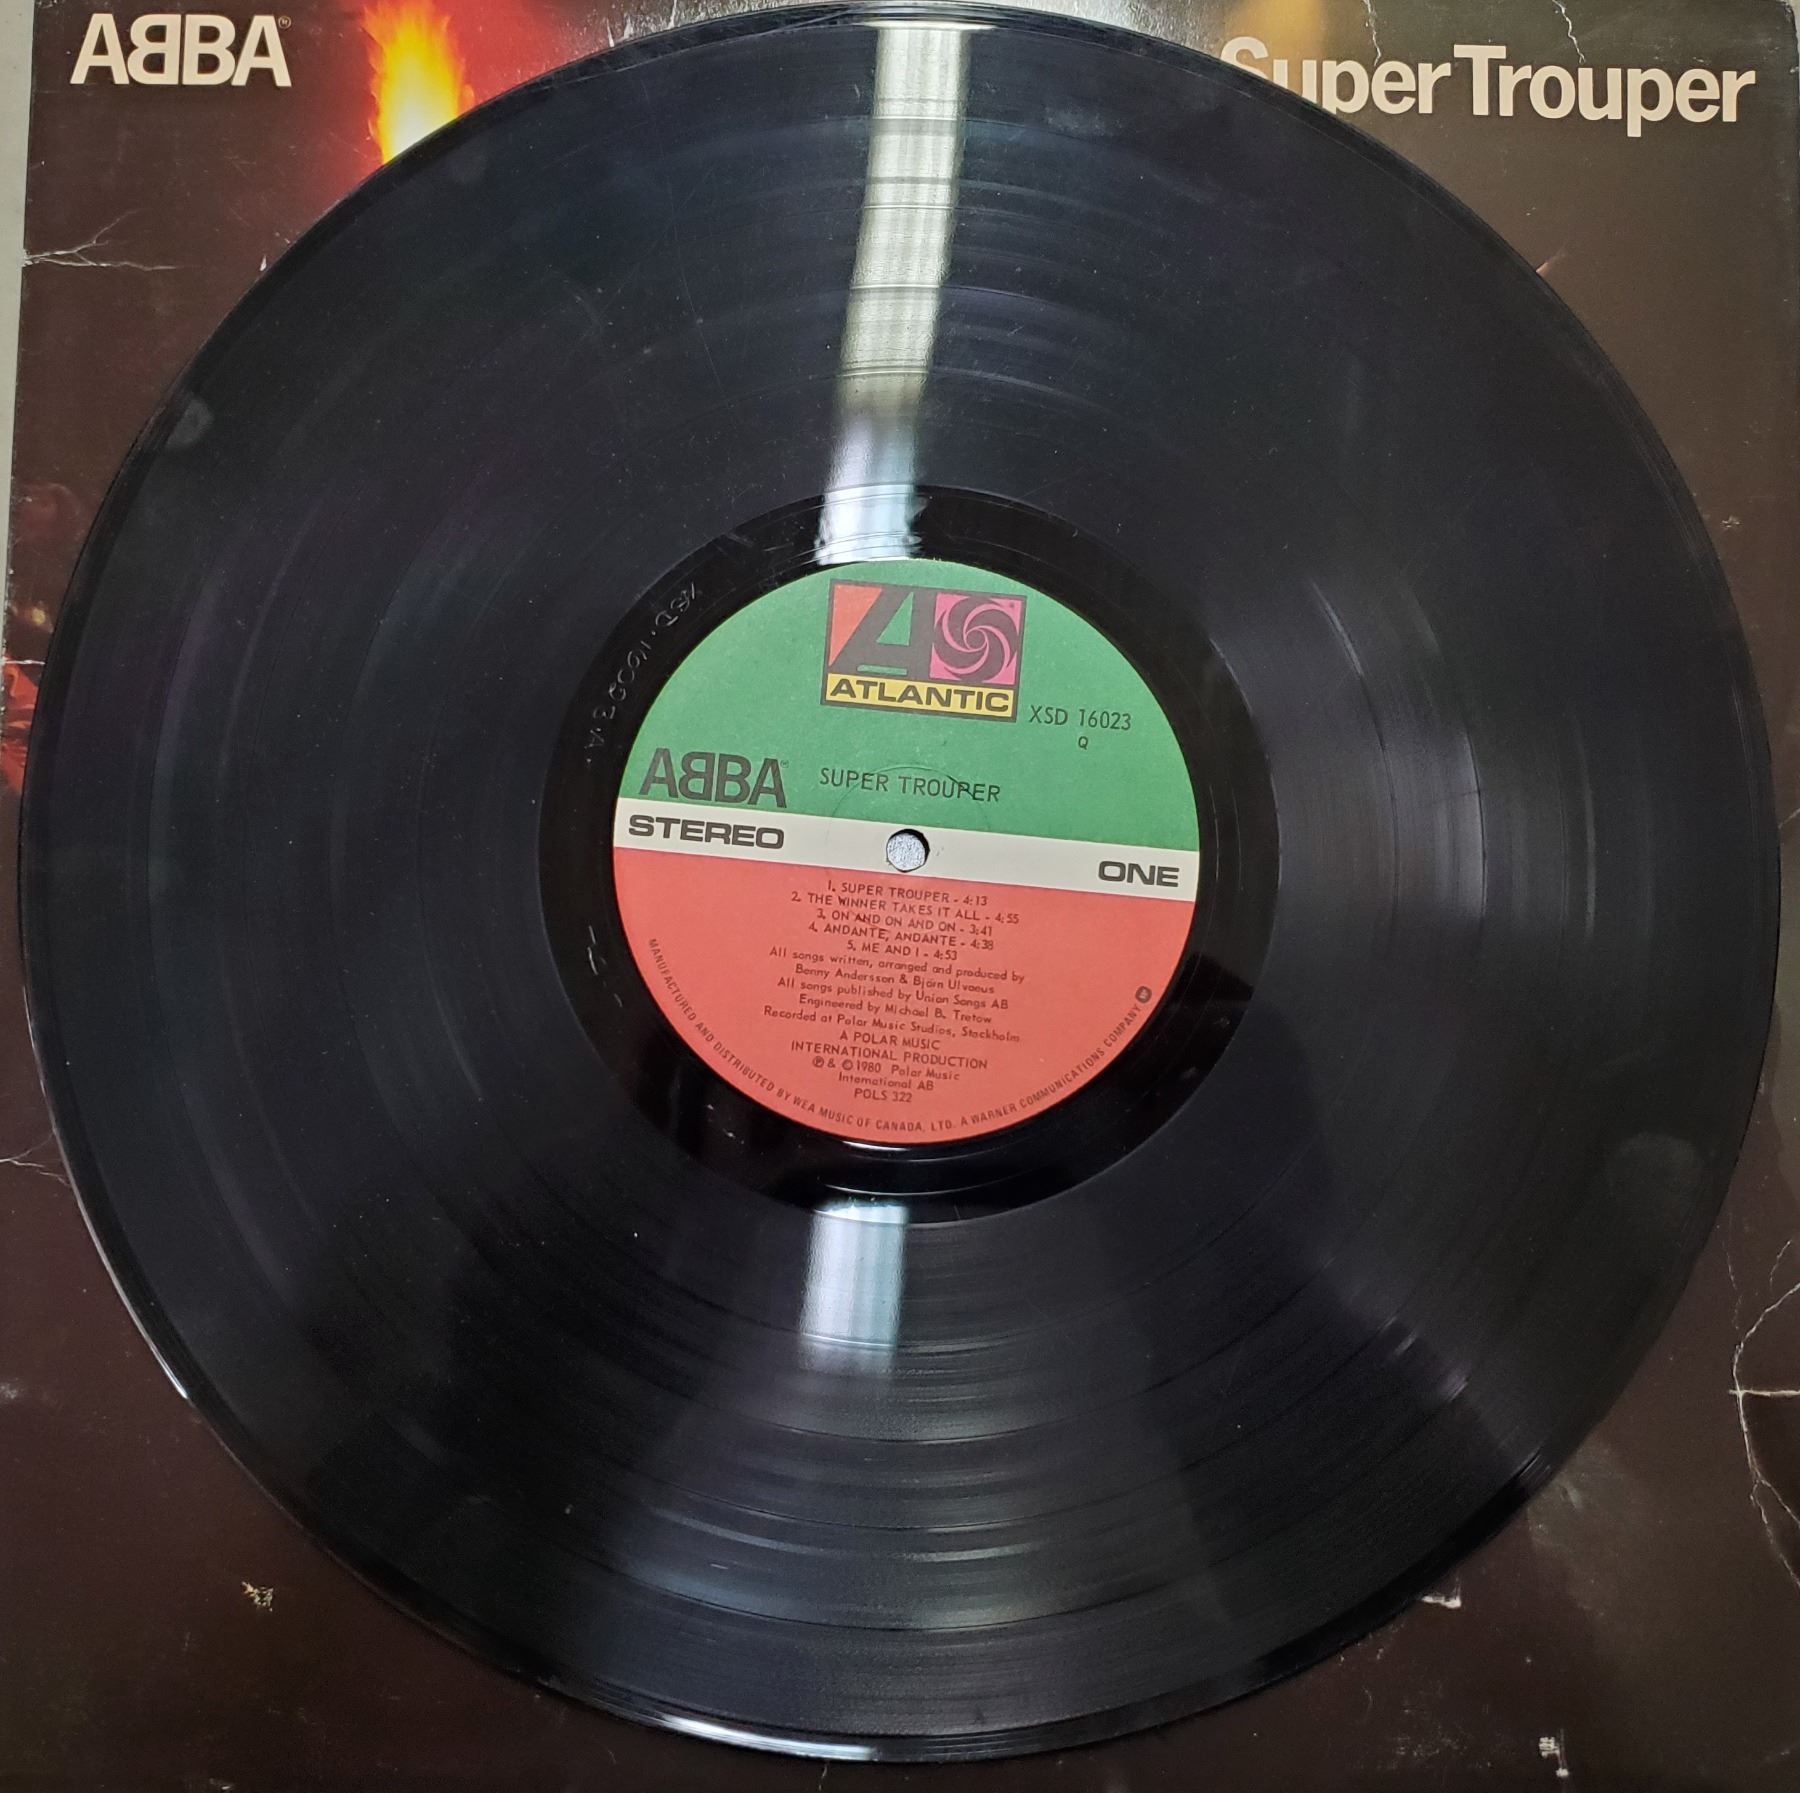 ABBA
Super Trouper
XSD·16023·A·
ATLANTIC
XSD 16023
Q
ABBA SUPER TROUPER
STEREO ONE
1. SUPER TROUPER - 4:13
2. THE WINNER TAKES IT ALL - 4:55
3. ON AND ON AND ON - 3:41
4. ANDANTE, ANDANTE - 4:38
5. ME AND I - 4:53
All songs written, arranged and produced by
Benny Andersson & Björn Ulvaeus
All songs published by Union Songs AB
Engineered by Michael B. Tretow
Recorded at Polar Music Studios, Stockholm
A POLAR MUSIC
INTERNATIONAL PRODUCTION
℗ & © 1980 Polar Music
International AB
POLS 322
MANUFACTURED AND DISTRIBUTED BY WEA MUSIC OF CANADA, LTD. A WARNER COMMUNICATIONS COMPANY